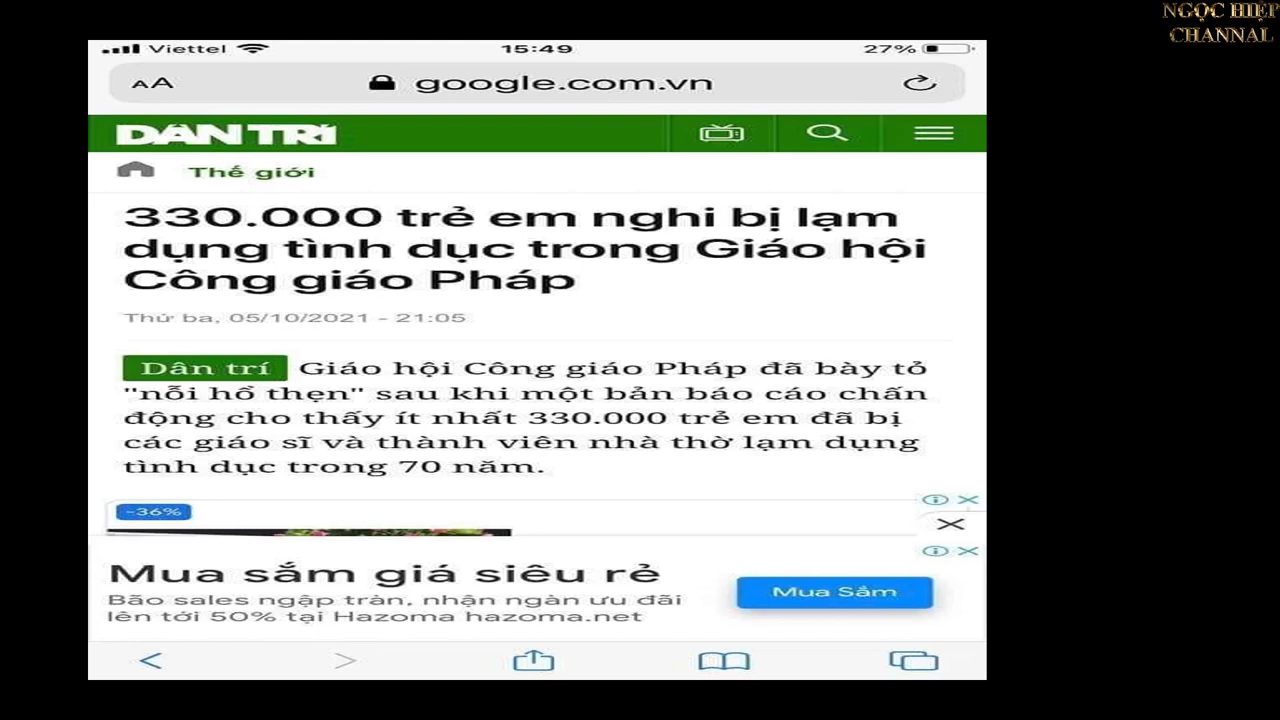 NGỌC HIỆP
CHANNAL
Viettel 15:49 27%
AA google.com.vn
DÂN TRÍ
Thế giới
330.000 trẻ em nghi bị lạm
dụng tình dục trong Giáo hội
Công giáo Pháp
Thứ ba, 05/10/2021 - 21:05
Dân trí Giáo hội Công giáo Pháp đã bày tỏ
"nỗi hổ thẹn" sau khi một bản báo cáo chấn
động cho thấy ít nhất 330.000 trẻ em đã bị
các giáo sĩ và thành viên nhà thờ lạm dụng
tình dục trong 70 năm.
-36%
Mua sắm giá siêu rẻ
Bão sales ngập tràn, nhận ngàn ưu đãi
lên tới 50% tại Hazoma hazoma.net
Mua Sắm